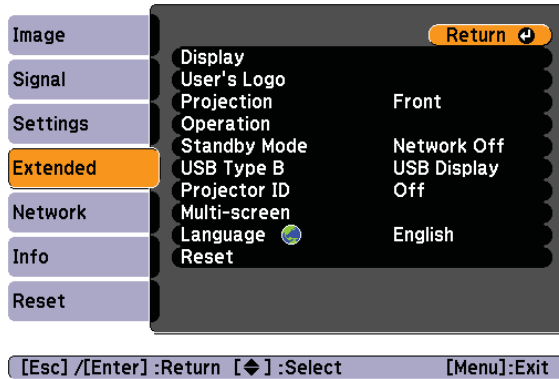 Image
Signal
Settings
Extended
Network
Info
Reset
Return
Display
User's Logo
Projection Front
Operation
Standby Mode Network Off
USB Type B USB Display
Projector ID Off
Multi-screen
Language English
Reset
[Esc] /[Enter] :Return [◆] :Select [Menu]:Exit